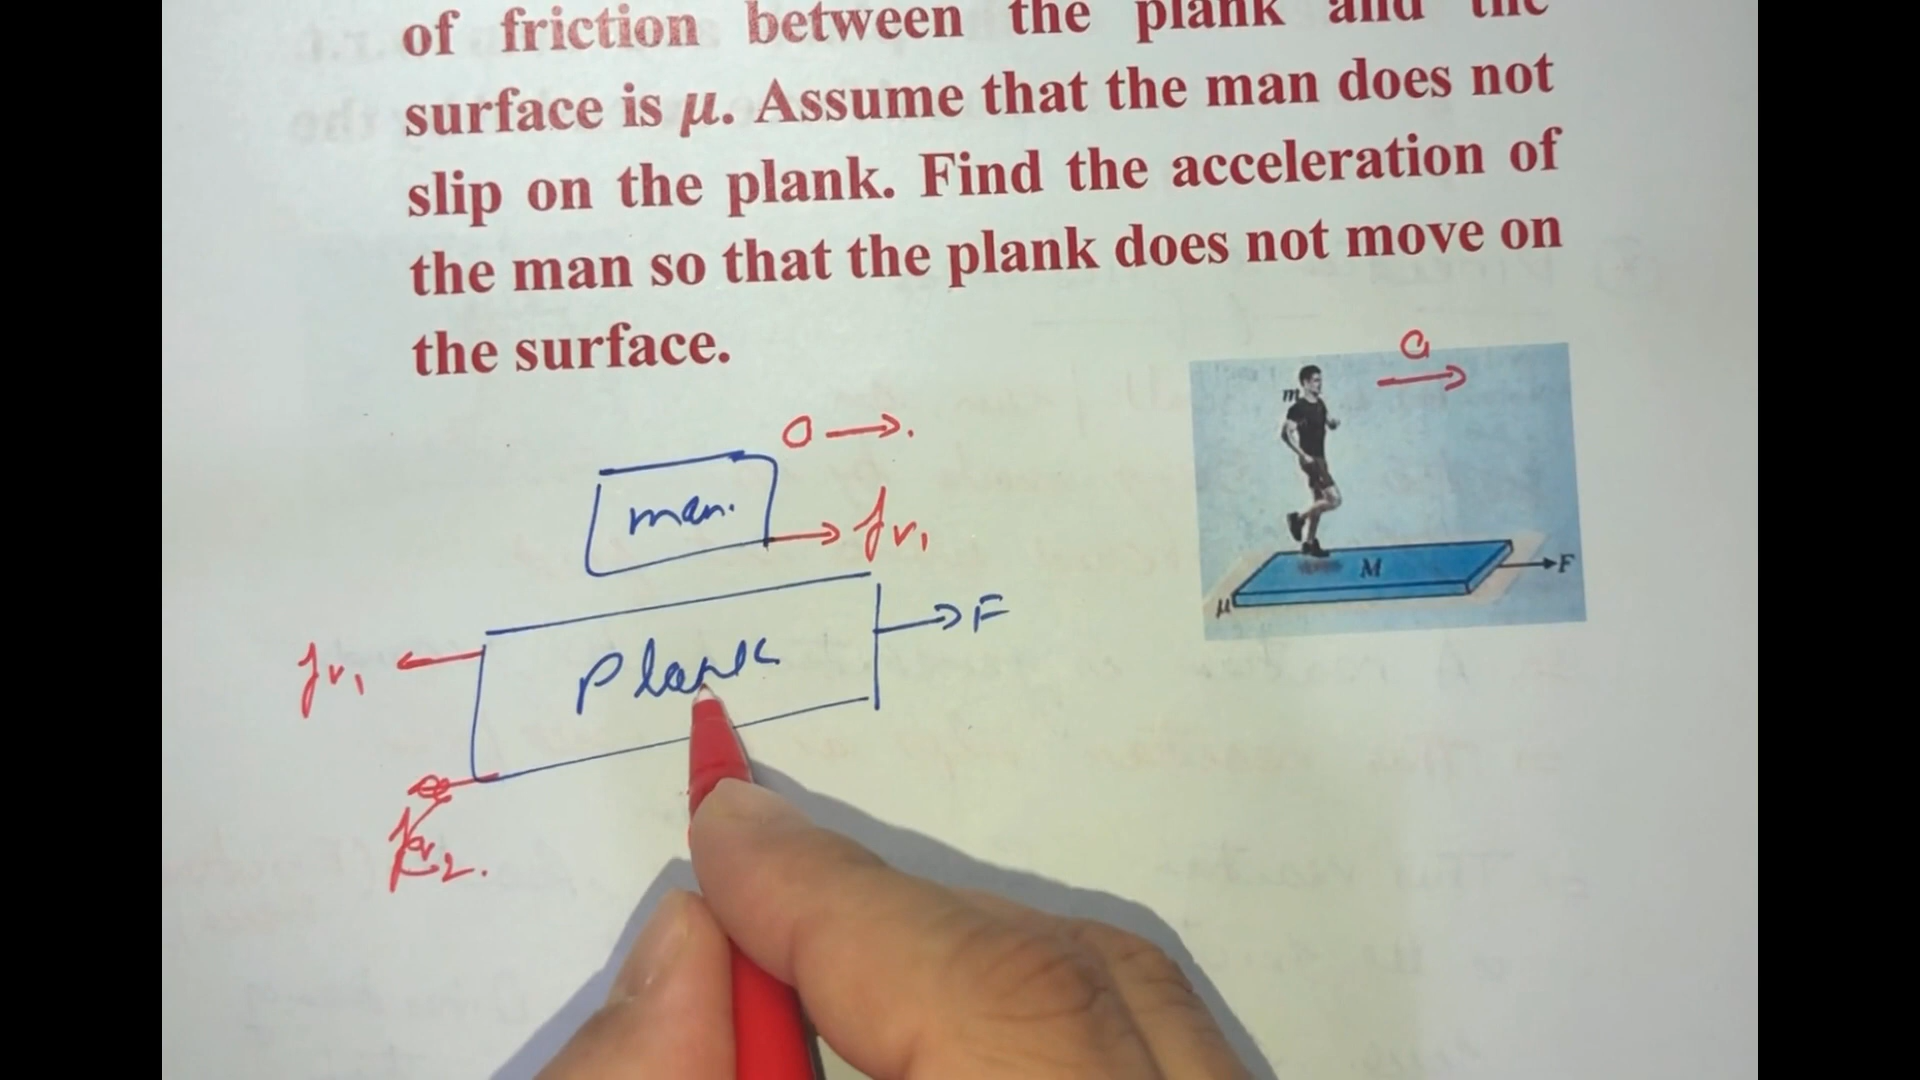 of friction between the plank and the
surface is μ. Assume that the man does not
slip on the plank. Find the acceleration of
the man so that the plank does not move on
the surface.
a
m
M
F
μ
a
man.
fr₁
F
Plank
fr₁
fr₂.